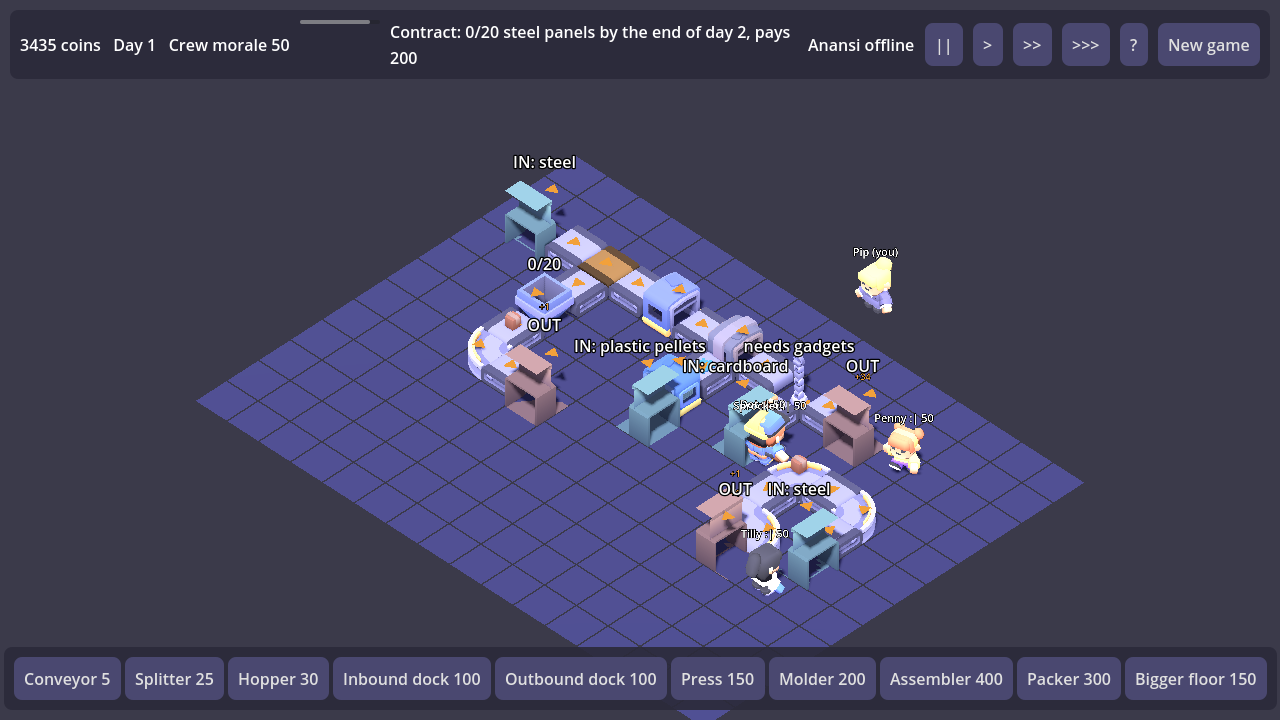 3435 coins Day 1 Crew morale 50
Contract: 0/20 steel panels by the end of day 2, pays
200
Anansi offline
||
>
>>
>>>
?
New game
IN: steel
Pip (you)
0/20
+1
OUT
IN: plastic pellets
needs gadgets
IN: cardboard
OUT
50
Penny :| 50
+1
OUT
IN: steel
Tilly :| 50
Conveyor 5
Splitter 25
Hopper 30
Inbound dock 100
Outbound dock 100
Press 150
Molder 200
Assembler 400
Packer 300
Bigger floor 150